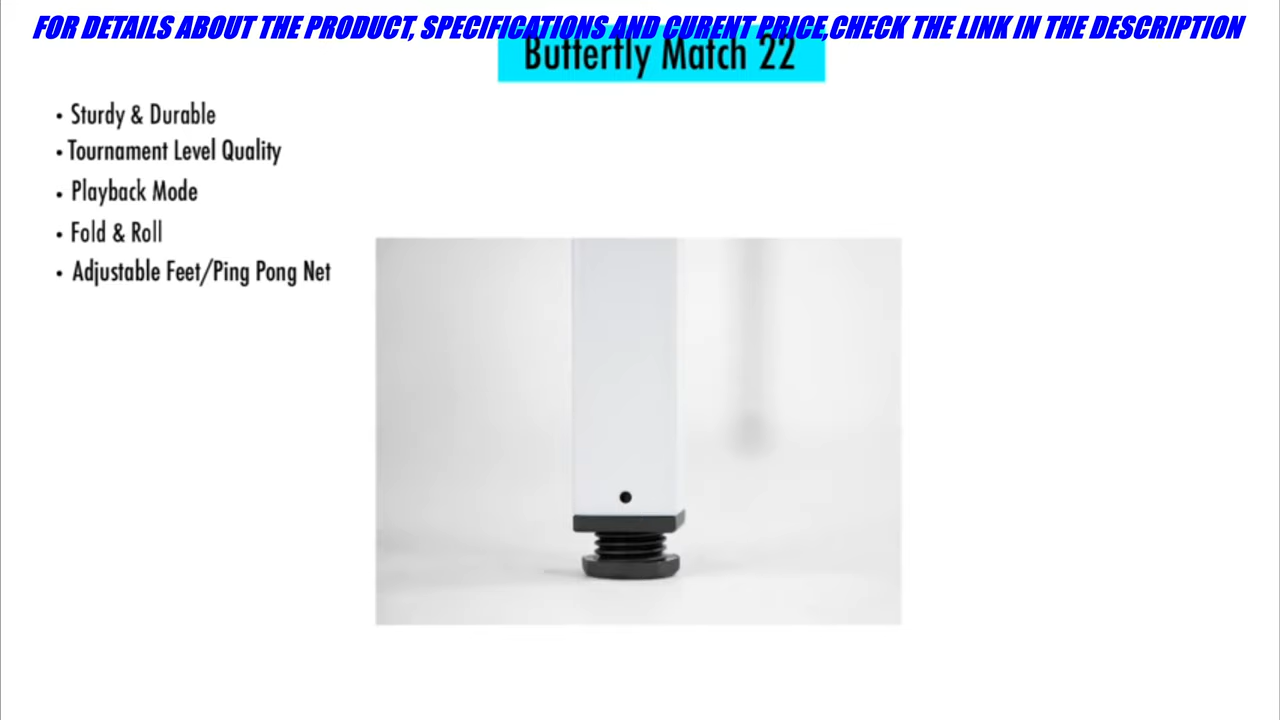 FOR DETAILS ABOUT THE PRODUCT, SPECIFICATIONS AND CURENT PRICE,CHECK THE LINK IN THE DESCRIPTION
Butterfly Match 22
• Sturdy & Durable
• Tournament Level Quality
• Playback Mode
• Fold & Roll
• Adjustable Feet/Ping Pong Net